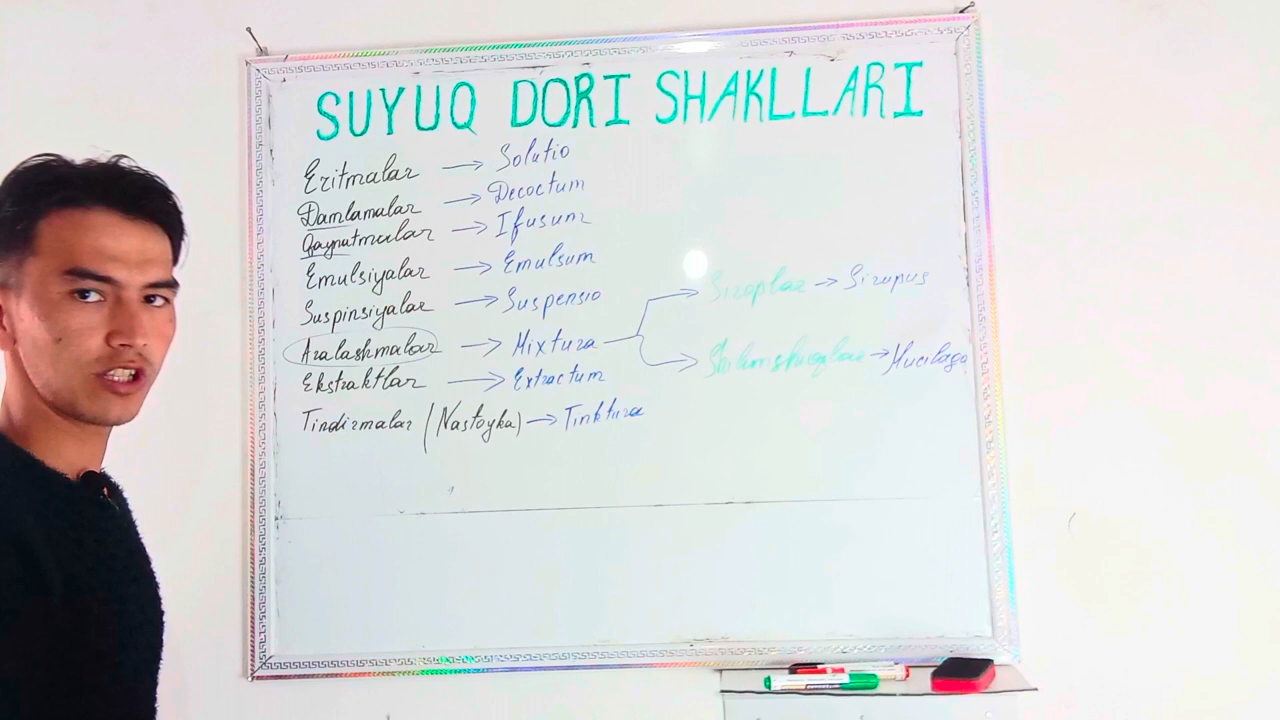 SUYUQ DORI SHAKLLARI
Eritmalar → Solutio
Damlamalar → Decoctum
Qaynatmalar → Ifusum
Emulsiyalar → Emulsum
Suspinsiyalar → Suspensio
Siroplar → Sirupus
Aralashmalar → Mixtura
Shilimshiqlar → Mucilago
Ekstraktlar → Extractum
Tindirmalar (Nastoyka) → Tinktura